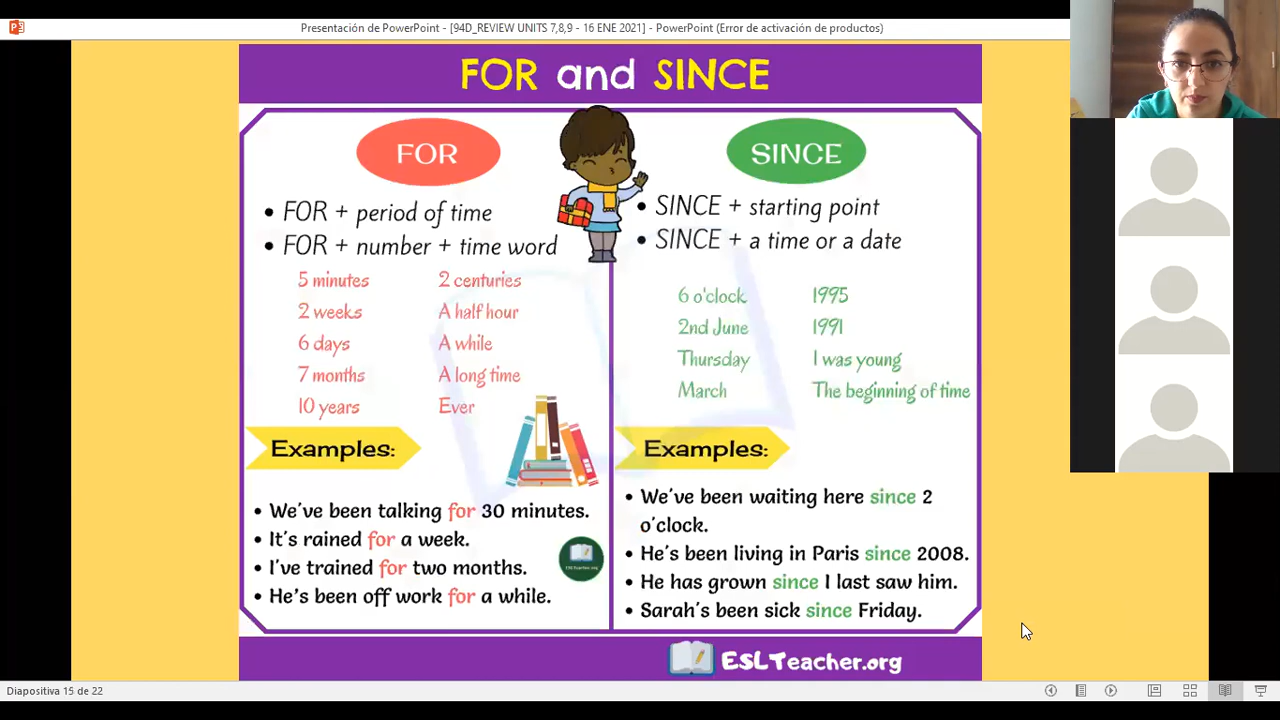 Presentación de PowerPoint - [94D_REVIEW UNITS 7,8,9 - 16 ENE 2021] - PowerPoint (Error de activación de productos)
FOR and SINCE
FOR
• FOR + period of time
• FOR + number + time word
5 minutes 2 centuries
2 weeks A half hour
6 days A while
7 months A long time
10 years Ever
Examples:
• We've been talking for 30 minutes.
• It's rained for a week.
• I've trained for two months.
• He's been off work for a while.
SINCE
• SINCE + starting point
• SINCE + a time or a date
6 o'clock 1995
2nd June 1991
Thursday I was young
March The beginning of time
Examples:
• We've been waiting here since 2
o'clock.
• He's been living in Paris since 2008.
• He has grown since I last saw him.
• Sarah's been sick since Friday.
ESLTeacher.org
Diapositiva 15 de 22